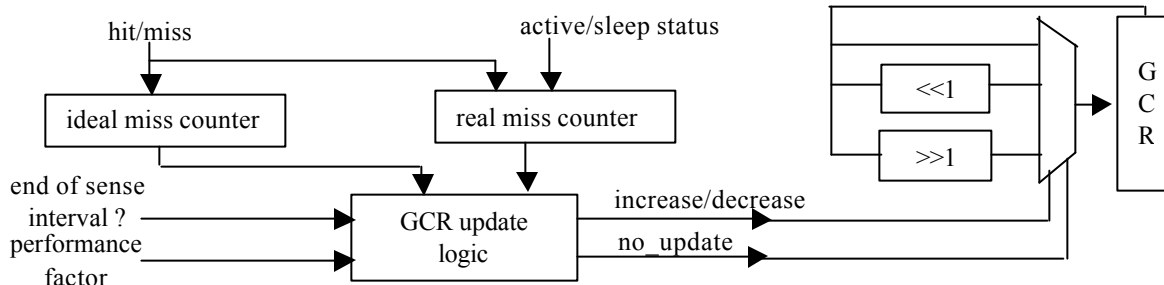 hit/miss
active/sleep status
ideal miss counter
real miss counter
end of sense
interval ?
performance
factor
GCR update
logic
increase/decrease
no_update
<<1
>>1
G
C
R